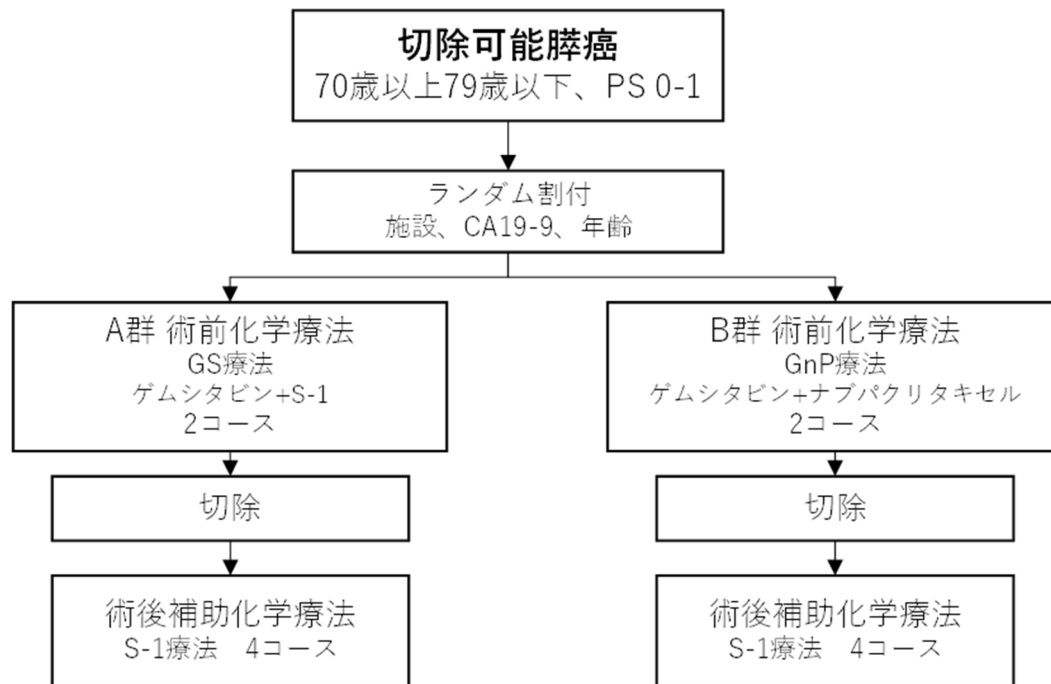 切除可能膵癌
70歳以上79歳以下、PS 0-1
ランダム割付
施設、CA19-9、年齢
A群 術前化学療法
GS療法
ゲムシタビン+S-1
2コース
B群 術前化学療法
GnP療法
ゲムシタビン+ナブパクリタキセル
2コース
切除
切除
術後補助化学療法
S-1療法　4コース
術後補助化学療法
S-1療法　4コース